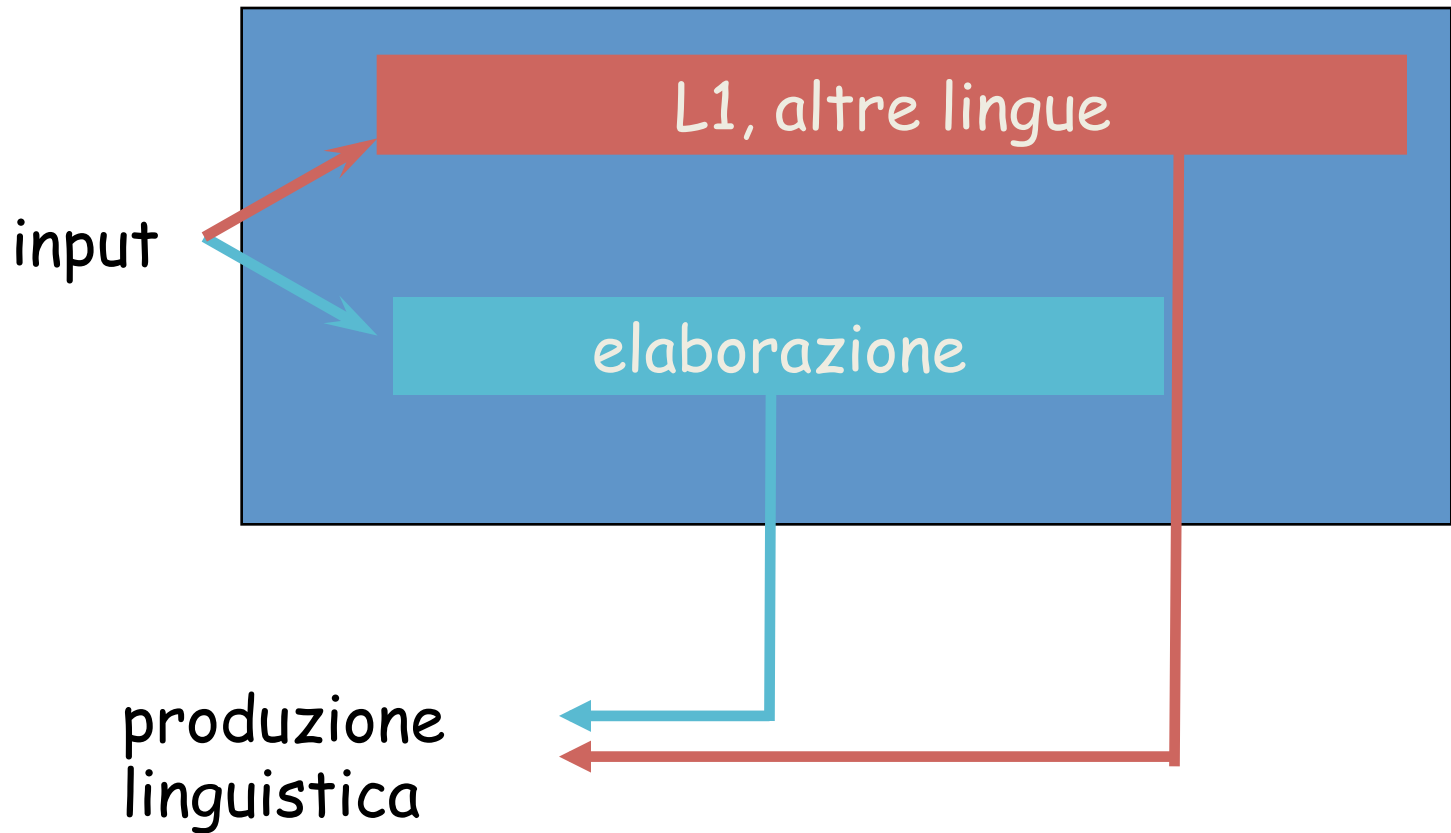 L1, altre lingue
input
elaborazione
produzione
linguistica